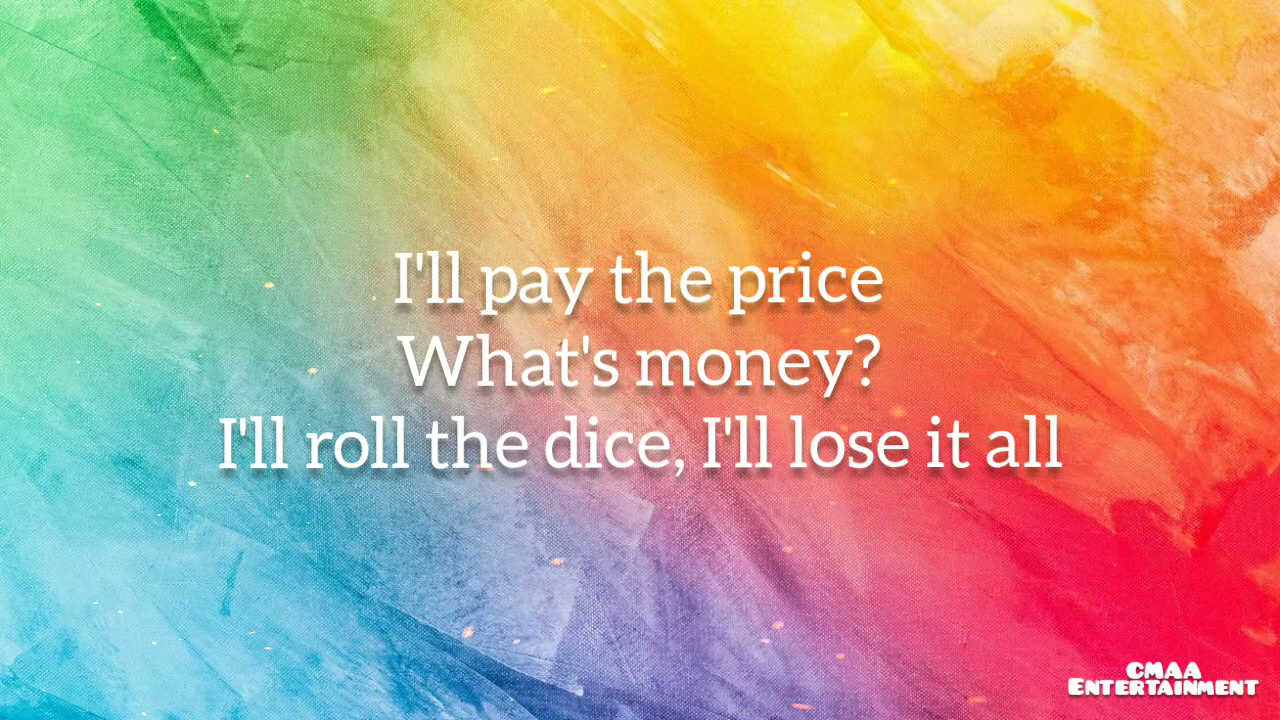 I'll pay the price
What's money?
I'll roll the dice, I'll lose it all
CMAA
ENTERTAINMENT